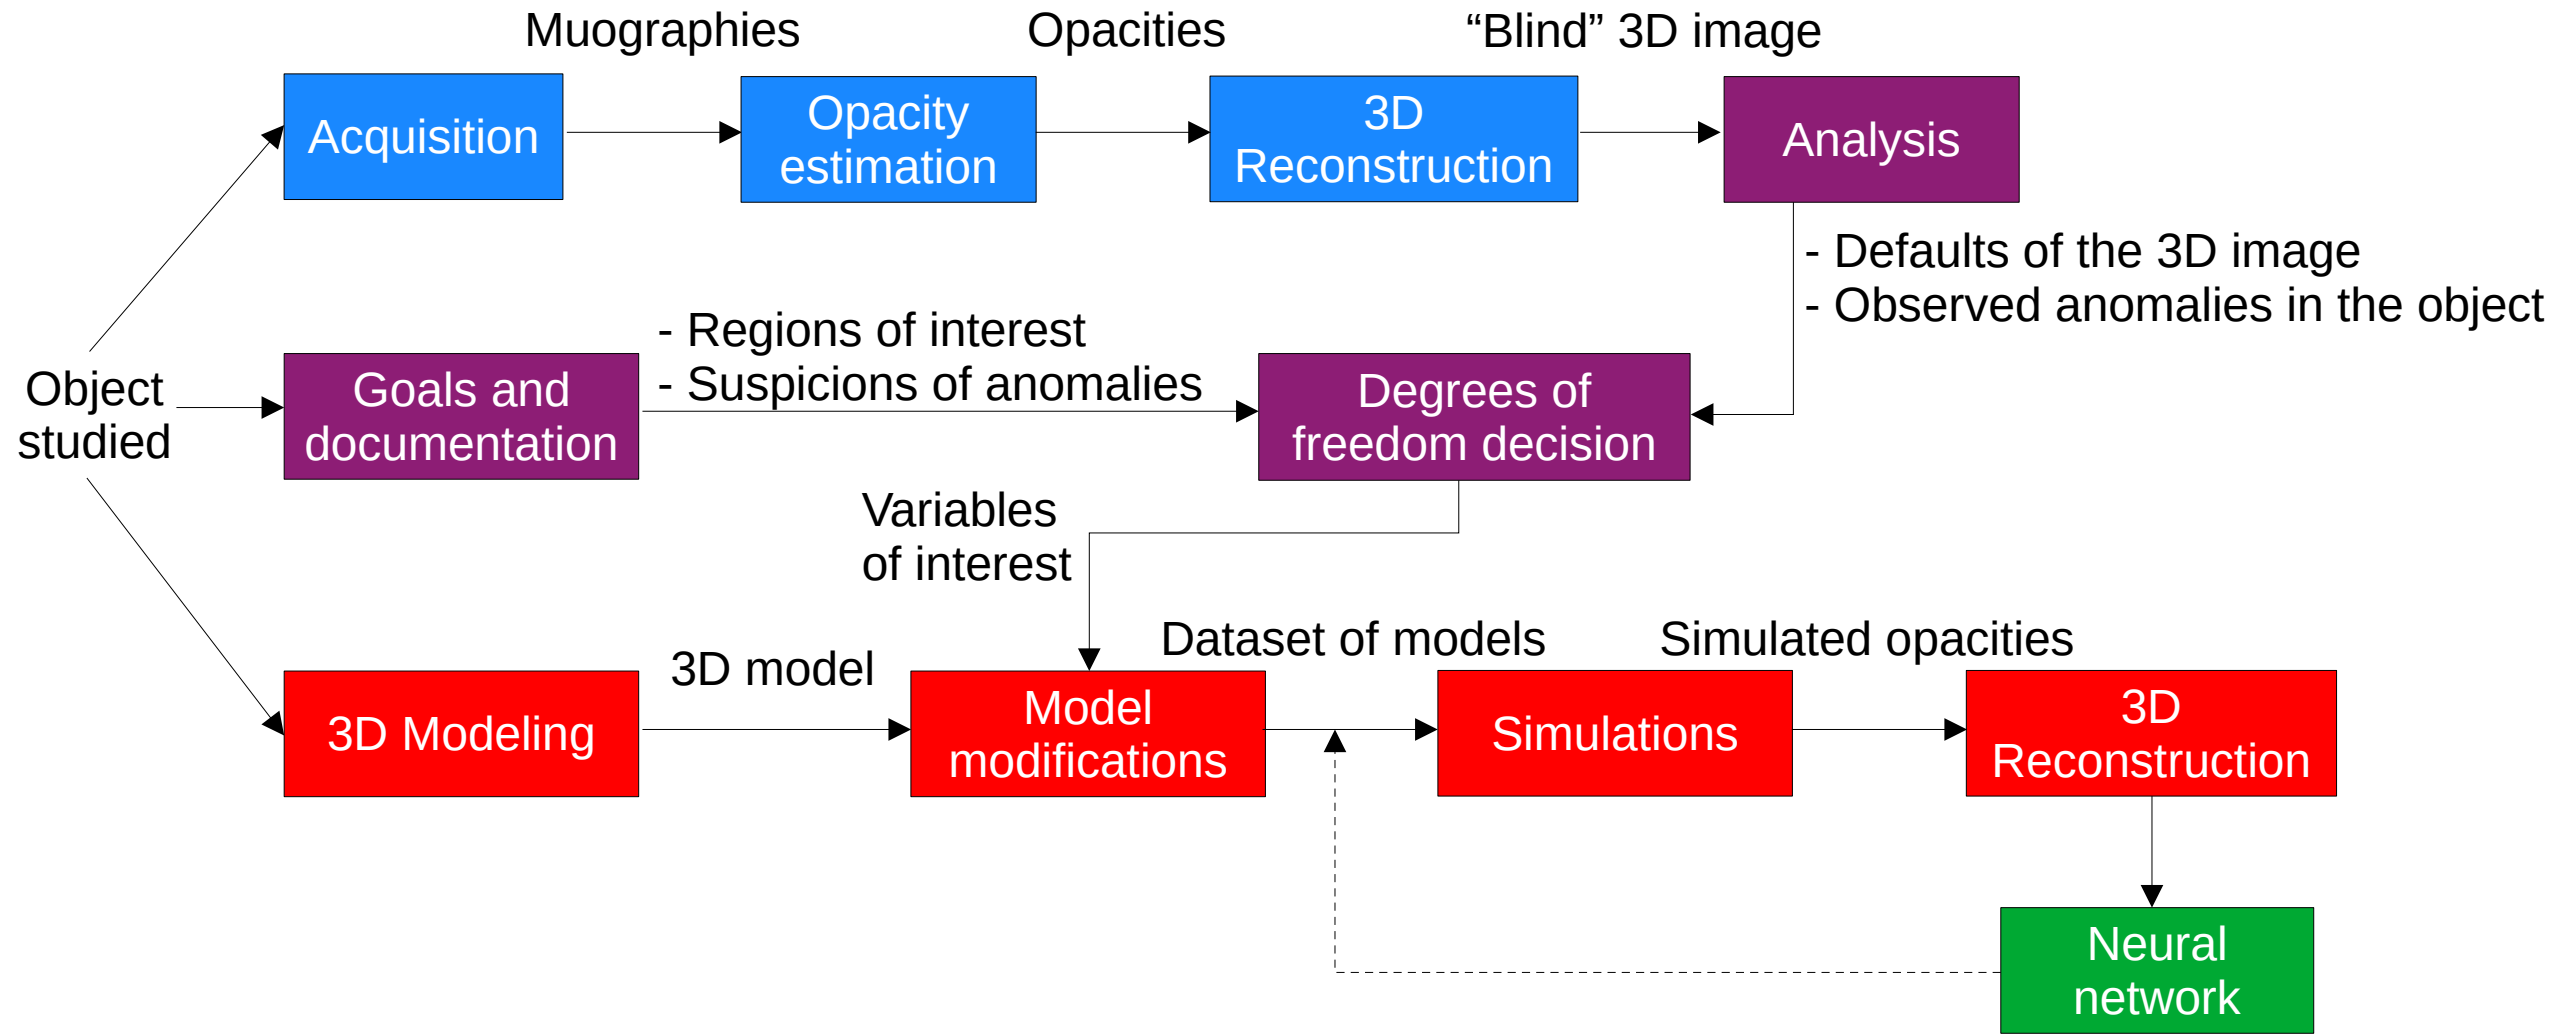 Muographies
Opacities
“Blind” 3D image
Acquisition
Opacity
estimation
3D
Reconstruction
Analysis
- Defaults of the 3D image
- Observed anomalies in the object
Object
studied
Goals and
documentation
- Regions of interest
- Suspicions of anomalies
Degrees of
freedom decision
Variables
of interest
3D Modeling
3D model
Model
modifications
Dataset of models
Simulations
Simulated opacities
3D
Reconstruction
Neural
network